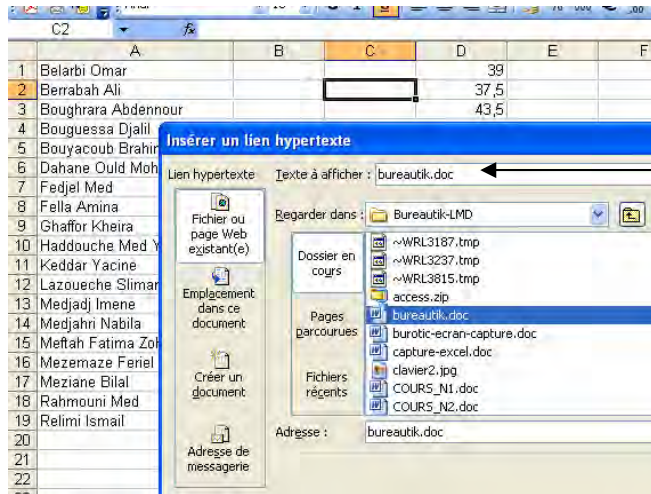 C2 fx
A B C D E F
1 Belarbi Omar 39
2 Berrabah Ali 37,5
3 Boughrara Abdennour 43,5
4 Bouguessa Djalil
5 Bouyacoub Brahim
6 Dahane Ould Moh
7 Fedjel Med
8 Fella Amina
9 Ghaffor Kheira
10 Haddouche Med Y
11 Keddar Yacine
12 Lazoueche Sliman
13 Medjadj Imene
14 Medjahri Nabila
15 Meftah Fatima Zoh
16 Mezemaze Feriel
17 Meziane Bilal
18 Rahmouni Med
19 Relimi Ismail
20
21
22
Insérer un lien hypertexte
Lien hypertexte Texte à afficher : bureautik.doc
Fichier ou
page Web
existant(e)
Emplacement
dans ce
document
Créer un
document
Adresse de
messagerie
Regarder dans : Bureautik-LMD
Dossier en
cours
Pages
parcourues
Fichiers
récents
~WRL3187.tmp
~WRL3237.tmp
~WRL3815.tmp
access.zip
bureautik.doc
burotic-ecran-capture.doc
capture-excel.doc
clavier2.jpg
COURS_N1.doc
COURS_N2.doc
Adresse : bureautik.doc